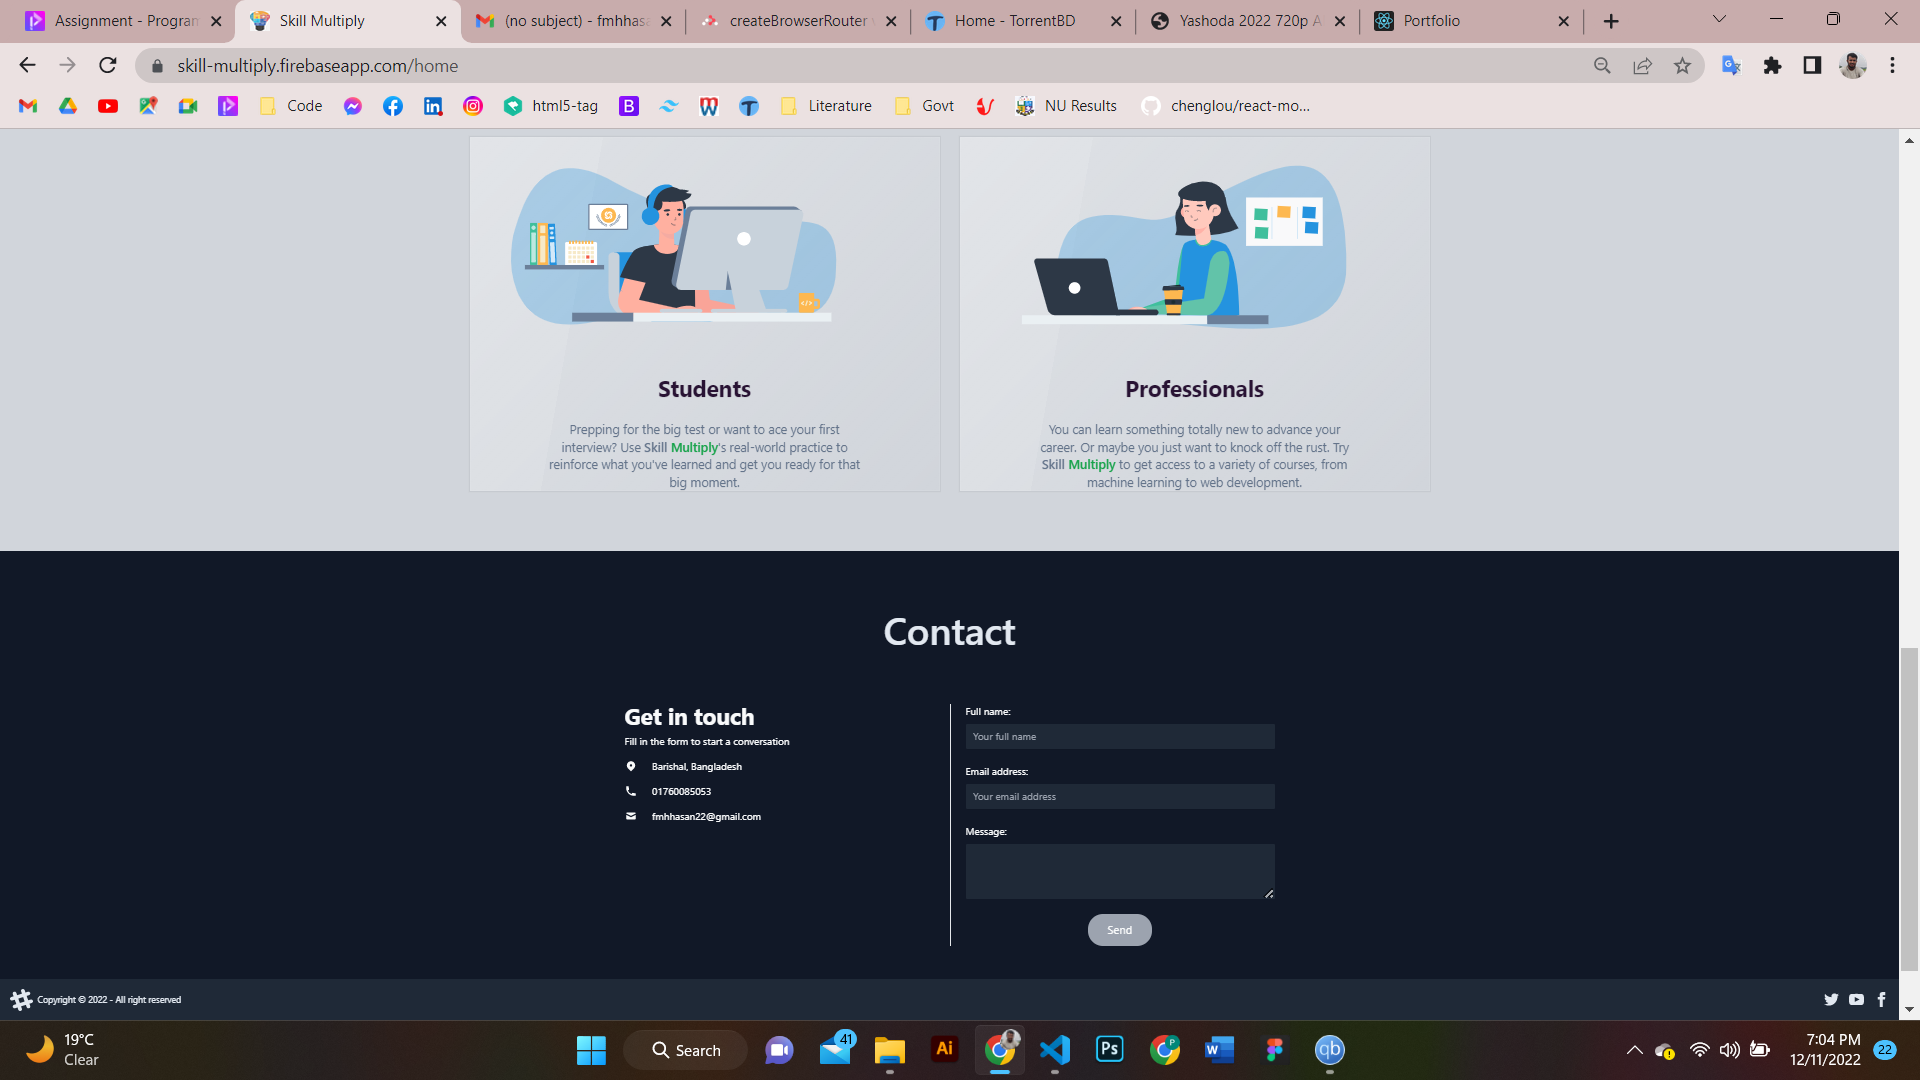 Assignment - Program
Skill Multiply
(no subject) - fmhhasa
createBrowserRouter
Home - TorrentBD
Yashoda 2022 720p A
Portfolio
skill-multiply.firebaseapp.com/home
Code
html5-tag
B
Literature
Govt
NU Results
chenglou/react-mo...
Students
Prepping for the big test or want to ace your first
interview? Use Skill Multiply's real-world practice to
reinforce what you've learned and get you ready for that
big moment.
Professionals
You can learn something totally new to advance your
career. Or maybe you just want to knock off the rust. Try
Skill Multiply to get access to a variety of courses, from
machine learning to web development.
Contact
Get in touch
Fill in the form to start a conversation
Barishal, Bangladesh
01760085053
fmhhasan22@gmail.com
Full name:
Your full name
Email address:
Your email address
Message:
Send
Copyright © 2022 - All right reserved
19°C
Clear
Search
41
Ai
Ps
P
W
qb
7:04 PM
12/11/2022
22